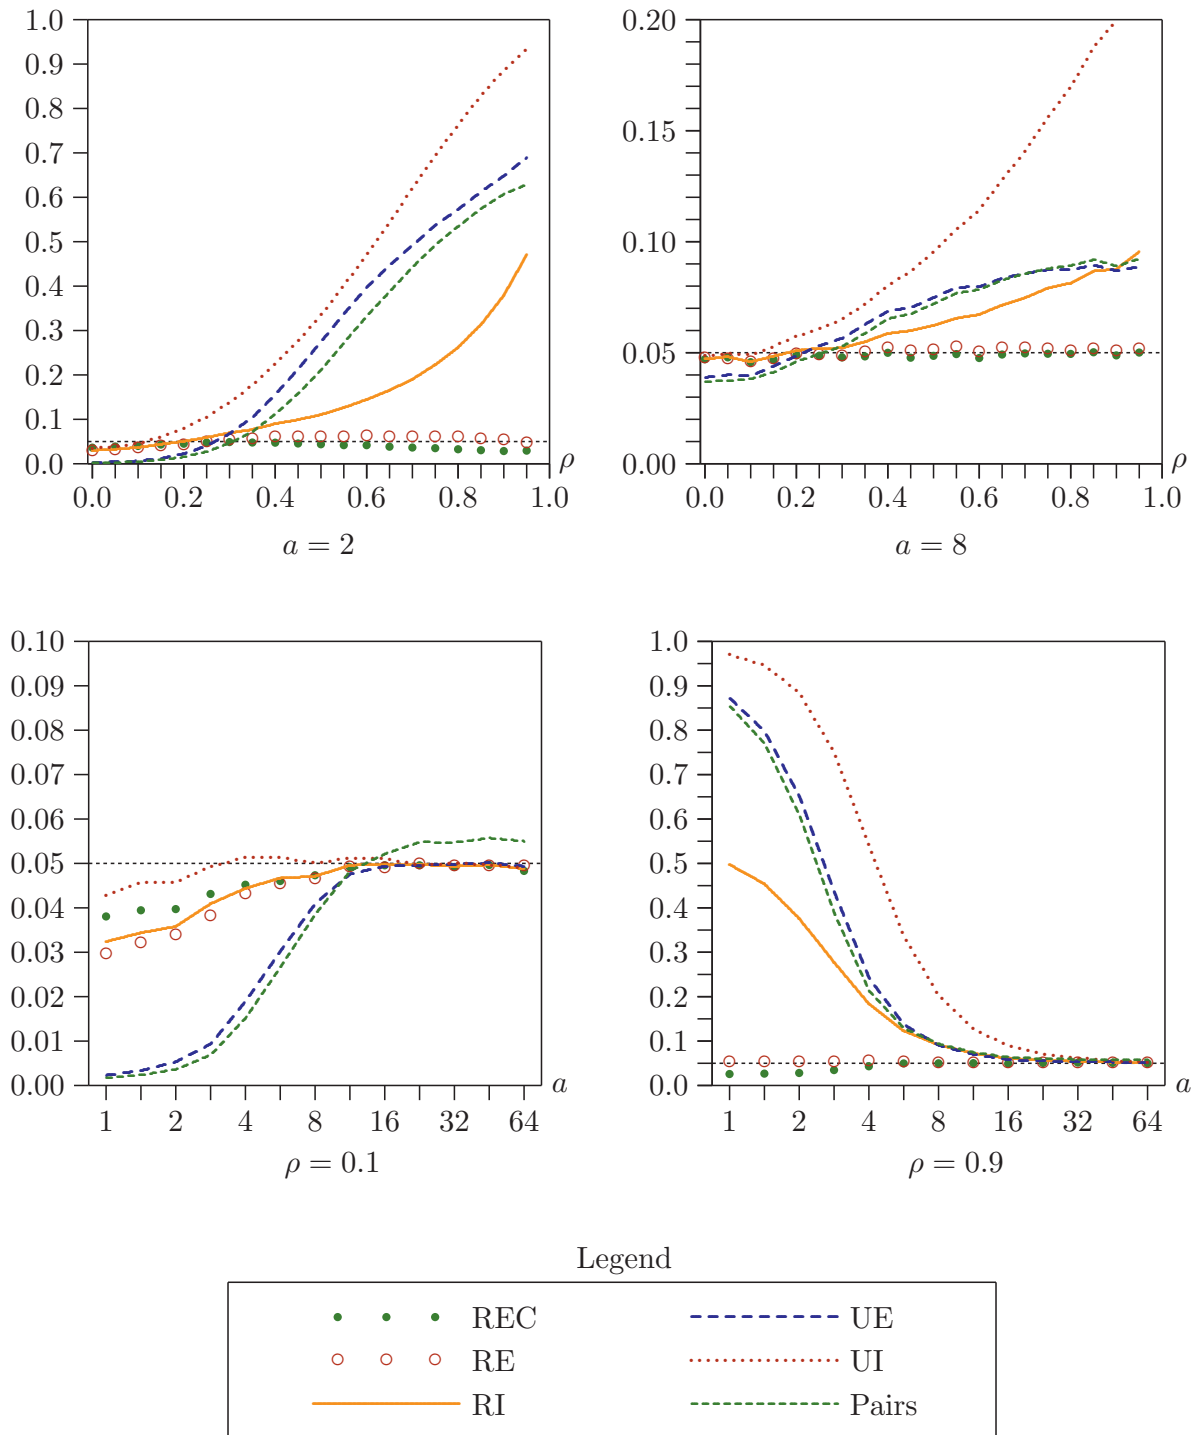 1.0
0.9
0.8
0.7
0.6
0.5
0.4
0.3
0.2
0.1
0.0
0.0 0.2 0.4 0.6 0.8 1.0
ρ
a = 2
0.20
0.15
0.10
0.05
0.00
0.0 0.2 0.4 0.6 0.8 1.0
ρ
a = 8
0.10
0.09
0.08
0.07
0.06
0.05
0.04
0.03
0.02
0.01
0.00
1 2 4 8 16 32 64
a
ρ = 0.1
1.0
0.9
0.8
0.7
0.6
0.5
0.4
0.3
0.2
0.1
0.0
1 2 4 8 16 32 64
a
ρ = 0.9
Legend
REC
RE
RI
UE
UI
Pairs